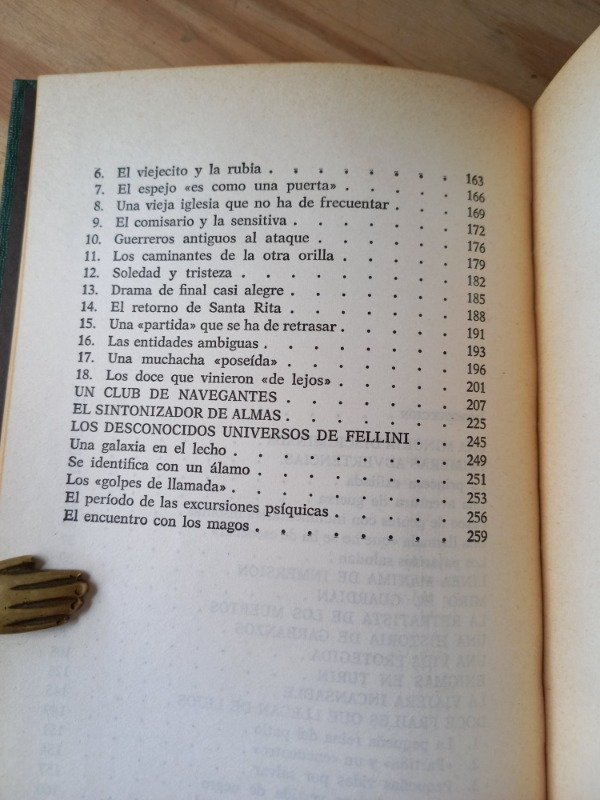 6. El viejecito y la rubia . . . . . . . . 163
7. El espejo «es como una puerta» . . . . . 166
8. Una vieja iglesia que no ha de frecuentar . . . 169
9. El comisario y la sensitiva . . . . . . . 172
10. Guerreros antiguos al ataque . . . . . . 176
11. Los caminantes de la otra orilla . . . . . 179
12. Soledad y tristeza . . . . . . . . 182
13. Drama de final casi alegre . . . . . . . 185
14. El retorno de Santa Rita . . . . . . . 188
15. Una «partida» que se ha de retrasar . . . . . 191
16. Las entidades ambiguas . . . . . . . 193
17. Una muchacha «poseída» . . . . . . . 196
18. Los doce que vinieron «de lejos» . . . . . 201
UN CLUB DE NAVEGANTES . . . . . . . 207
EL SINTONIZADOR DE ALMAS . . . . . . . 225
LOS DESCONOCIDOS UNIVERSOS DE FELLINI . . 245
Una galaxia en el lecho . . . . . . . . 249
Se identifica con un álamo . . . . . . . 251
Los «golpes de llamada» . . . . . . . . 253
El período de las excursiones psíquicas . . . . 256
El encuentro con los magos . . . . . . . 259